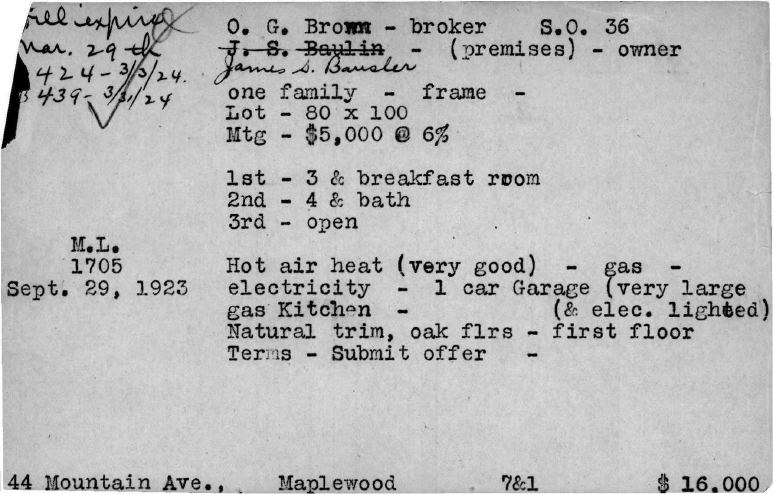 expire
Mar. 29 th
424 - 3/3/24.
439 - 3/31/24
O. G. Brown - broker S.O. 36
J. S. Baulin - (premises) - owner
James S. Bausler
one family - frame -
Lot - 80 x 100
Mtg - $5,000 @ 6%
1st - 3 & breakfast room
2nd - 4 & bath
3rd - open
M.L.
1705
Sept. 29, 1923
Hot air heat (very good) - gas -
electricity - 1 car Garage (very large
gas Kitchen - (& elec. lighted)
Natural trim, oak flrs - first floor
Terms - Submit offer -
44 Mountain Ave., Maplewood 7&1 $ 16,000